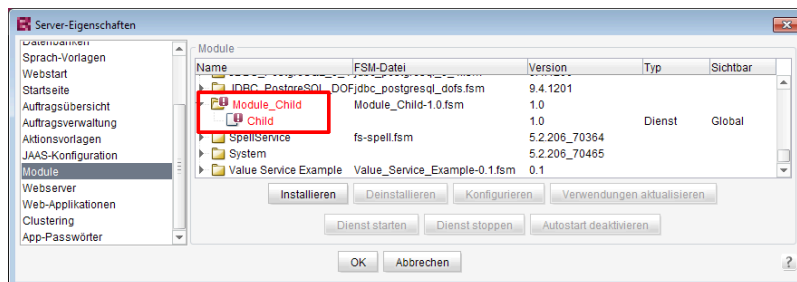 Server-Eigenschaften
Datenbanken
Sprach-Vorlagen
Webstart
Startseite
Auftragsübersicht
Auftragsverwaltung
Aktionsvorlagen
JAAS-Konfiguration
Module
Webserver
Web-Applikationen
Clustering
App-Passwörter
Module
Name FSM-Datei Version Typ Sichtbar
JDBC_PostgreSQL_DOF jdbc_postgresql_dofs.fsm 9.4.1201
Module_Child Module_Child-1.0.fsm 1.0
Child 1.0 Dienst Global
SpellService fs-spell.fsm 5.2.206_70364
System 5.2.206_70465
Value Service Example Value_Service_Example-0.1.fsm 0.1
Installieren Deinstallieren Konfigurieren Verwendungen aktualisieren
Dienst starten Dienst stoppen Autostart deaktivieren
OK Abbrechen ?